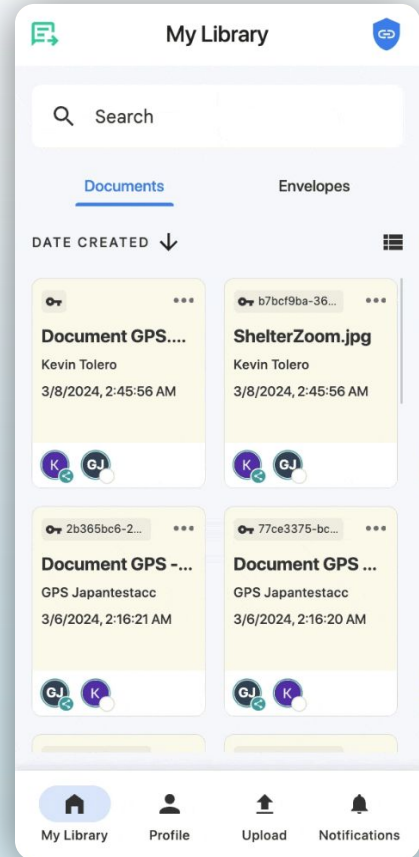 My Library
Search
Documents Envelopes
DATE CREATED
b7bcf9ba-36...
Document GPS.... ShelterZoom.jpg
Kevin Tolero Kevin Tolero
3/8/2024, 2:45:56 AM 3/8/2024, 2:45:56 AM
K GJ K GJ
2b365bc6-2... 77ce3375-bc...
Document GPS -... Document GPS ...
GPS Japantestacc GPS Japantestacc
3/6/2024, 2:16:21 AM 3/6/2024, 2:16:20 AM
GJ K GJ K
My Library Profile Upload Notifications